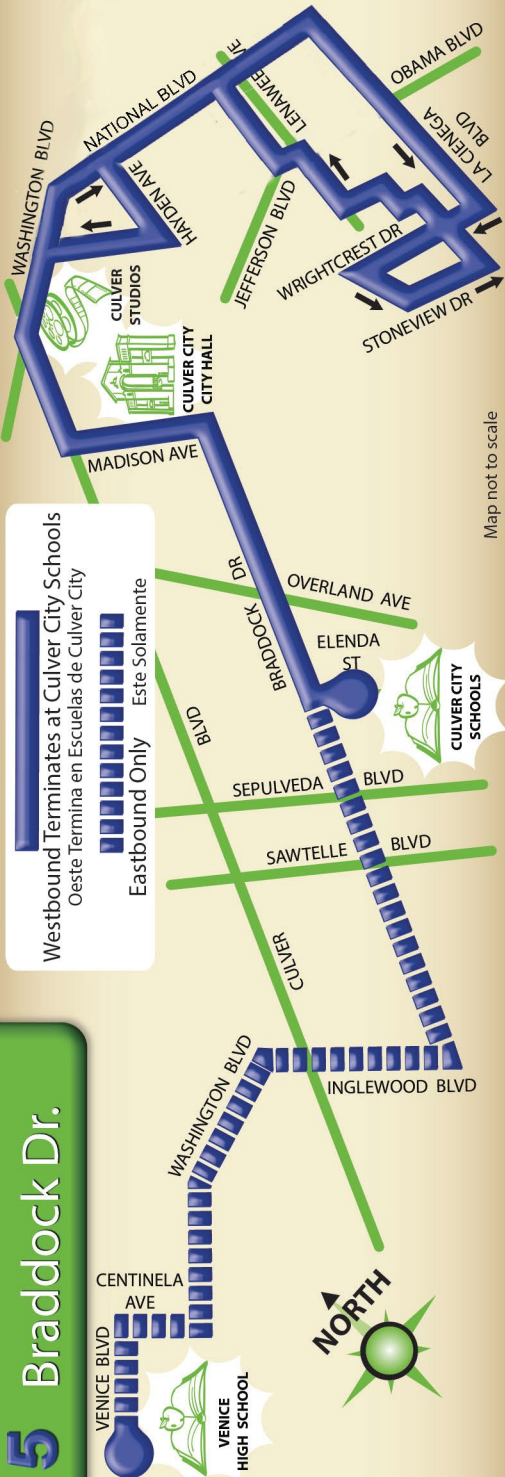 5 Braddock Dr.
Westbound Terminates at Culver City Schools
Oeste Termina en Escuelas de Culver City
Eastbound Only Este Solamente
VENICE BLVD
VENICE
HIGH SCHOOL
CENTINELA
AVE
WASHINGTON BLVD
INGLEWOOD BLVD
CULVER
BLVD
SAWTELLE BLVD
SEPULVEDA BLVD
ELENDA
ST
CULVER CITY
SCHOOLS
BRADDOCK DR
OVERLAND AVE
MADISON AVE
CULVER CITY
CITY HALL
CULVER
STUDIOS
WASHINGTON BLVD
NATIONAL BLVD
HAYDEN AVE
JEFFERSON BLVD
LENAWEE VE
WRIGHTCREST DR
STONEVIEW DR
LA CIENEGA
BLVD
OBAMA BLVD
NORTH
Map not to scale